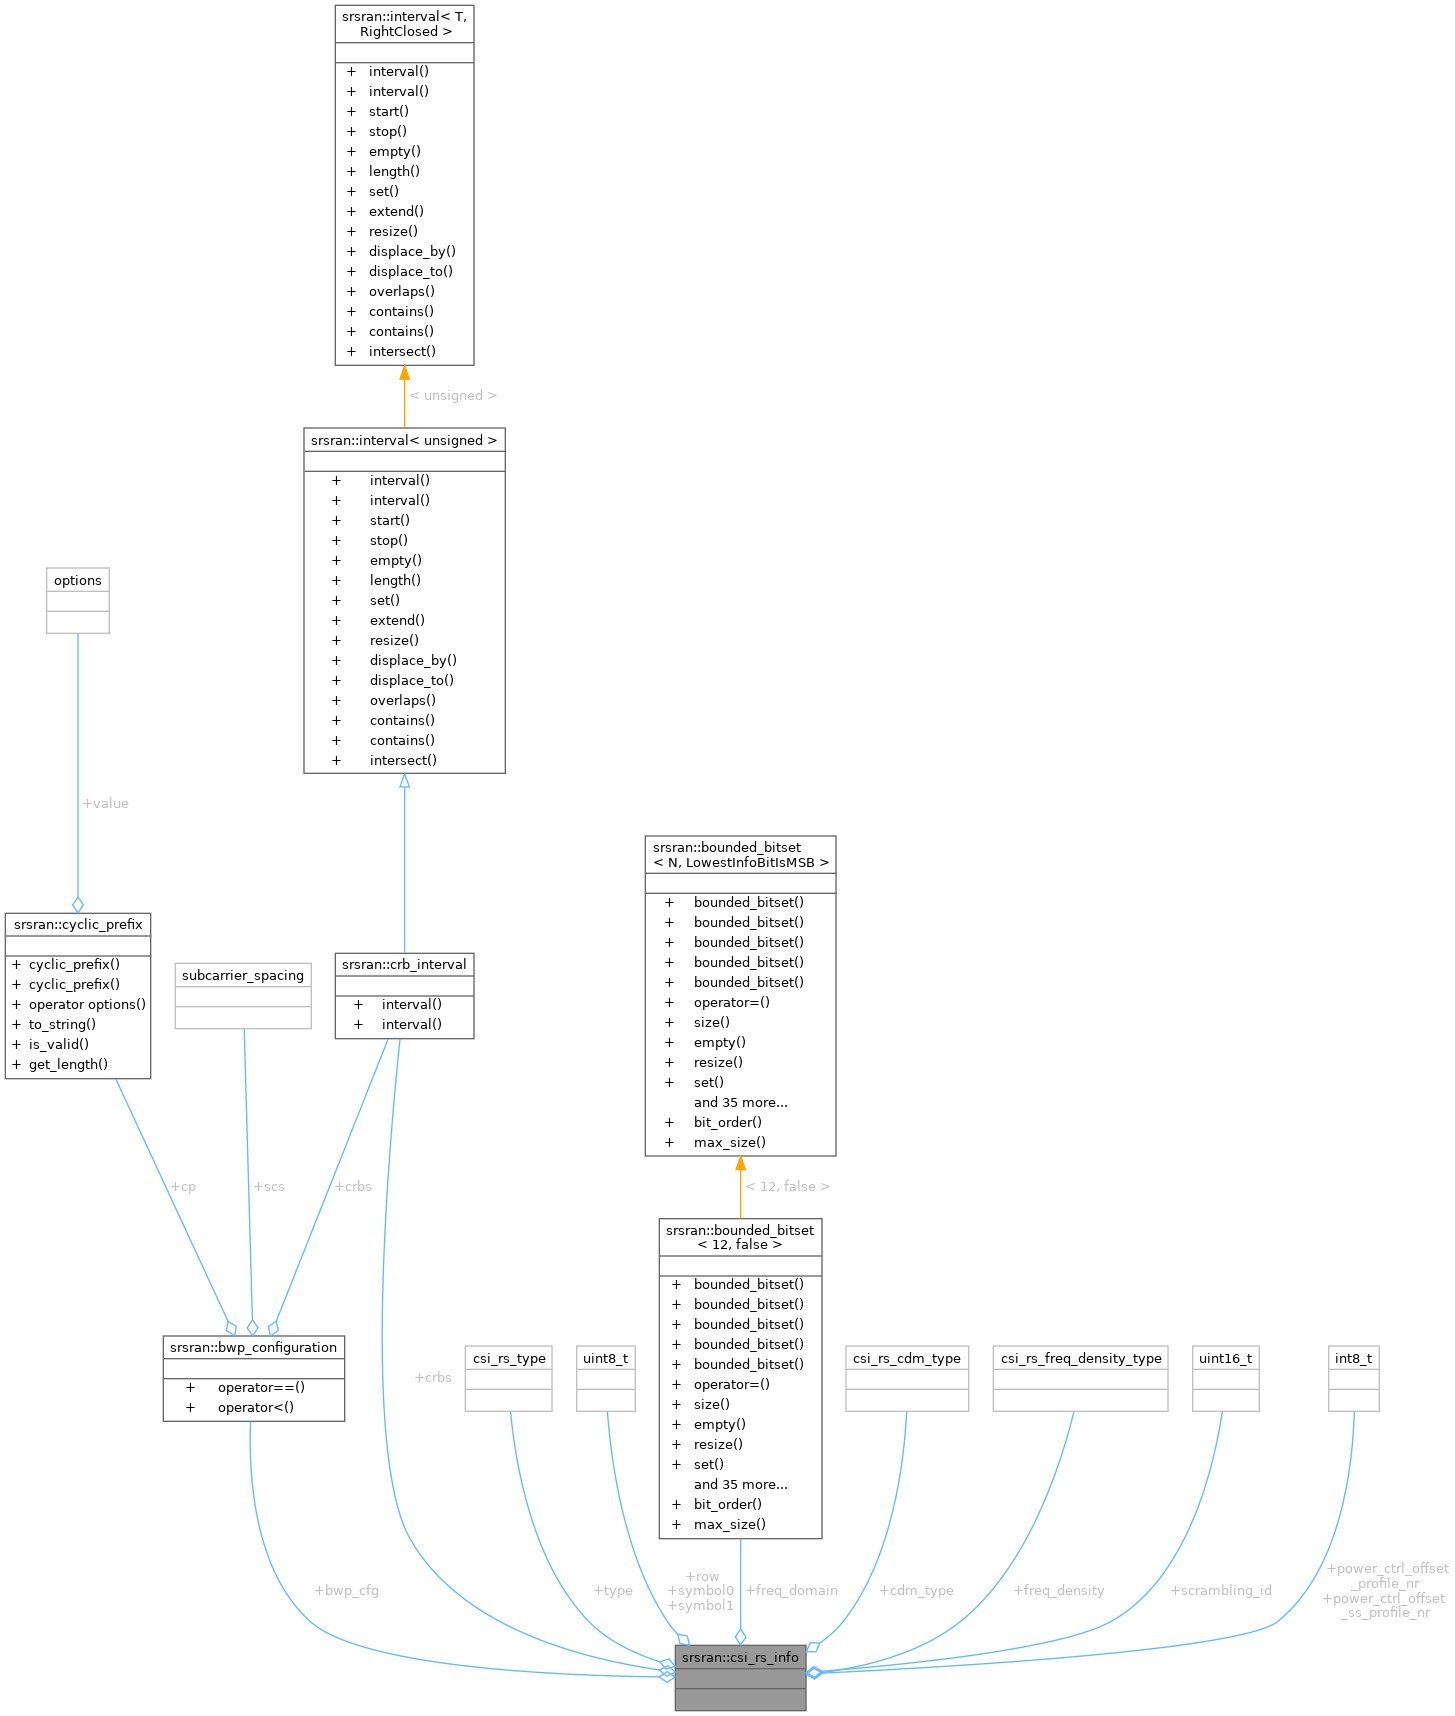 srsran::interval< T,
RightClosed >
+ interval()
+ interval()
+ start()
+ stop()
+ empty()
+ length()
+ set()
+ extend()
+ resize()
+ displace_by()
+ displace_to()
+ overlaps()
+ contains()
+ contains()
+ intersect()
< unsigned >
srsran::interval< unsigned >
+ interval()
+ interval()
+ start()
+ stop()
+ empty()
+ length()
+ set()
+ extend()
+ resize()
+ displace_by()
+ displace_to()
+ overlaps()
+ contains()
+ contains()
+ intersect()
options
+value
srsran::cyclic_prefix
+ cyclic_prefix()
+ cyclic_prefix()
+ operator options()
+ to_string()
+ is_valid()
+ get_length()
subcarrier_spacing
srsran::crb_interval
+ interval()
+ interval()
srsran::bounded_bitset
< N, LowestInfoBitIsMSB >
+ bounded_bitset()
+ bounded_bitset()
+ bounded_bitset()
+ bounded_bitset()
+ bounded_bitset()
+ operator=()
+ size()
+ empty()
+ resize()
+ set()
and 35 more...
+ bit_order()
+ max_size()
+cp
+scs
+crbs
< 12, false >
srsran::bwp_configuration
+ operator==()
+ operator<()
+crbs
csi_rs_type
uint8_t
srsran::bounded_bitset
< 12, false >
+ bounded_bitset()
+ bounded_bitset()
+ bounded_bitset()
+ bounded_bitset()
+ bounded_bitset()
+ operator=()
+ size()
+ empty()
+ resize()
+ set()
and 35 more...
+ bit_order()
+ max_size()
csi_rs_cdm_type
csi_rs_freq_density_type
uint16_t
int8_t
+bwp_cfg
+type
+row
+symbol0
+symbol1
+freq_domain
+cdm_type
+freq_density
+scrambling_id
+power_ctrl_offset
_profile_nr
+power_ctrl_offset
_ss_profile_nr
srsran::csi_rs_info